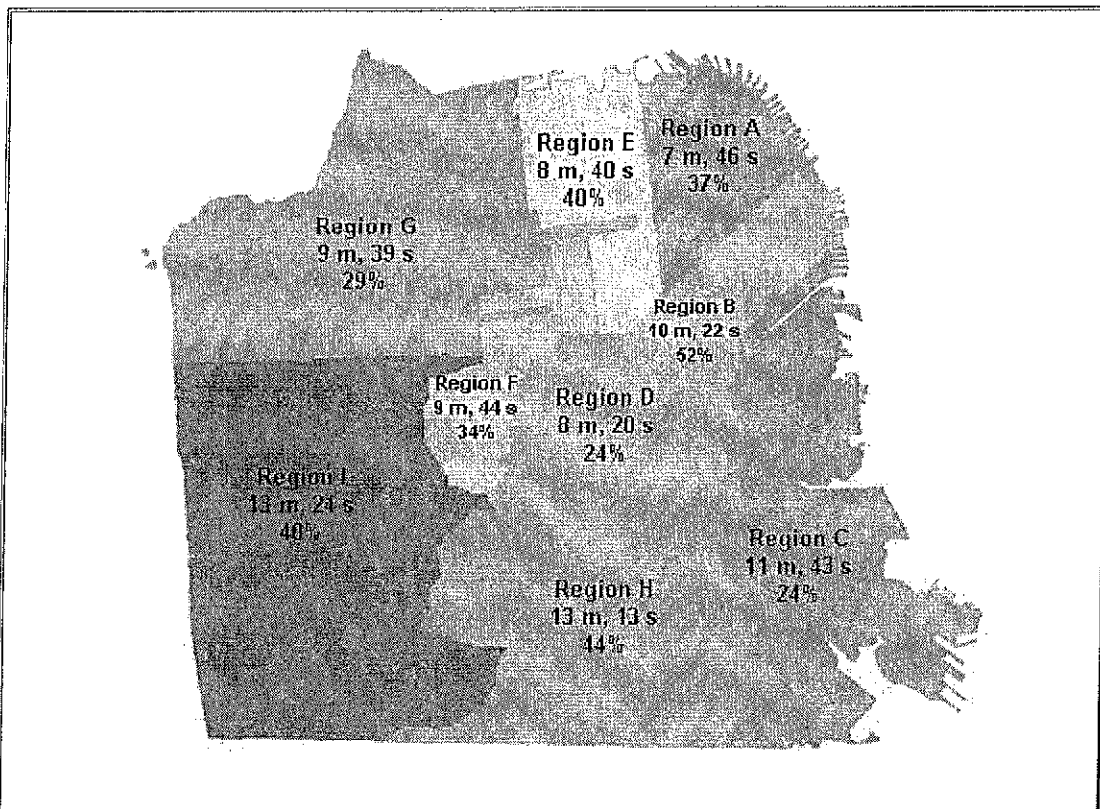 Region A
7 m, 46 s
37%
Region E
8 m, 40 s
40%
Region G
9 m, 39 s
29%
Region B
10 m, 22 s
52%
Region F
9 m, 44 s
34%
Region D
8 m, 20 s
24%
Region I
13 m, 24 s
40%
Region C
11 m, 43 s
24%
Region H
13 m, 13 s
44%